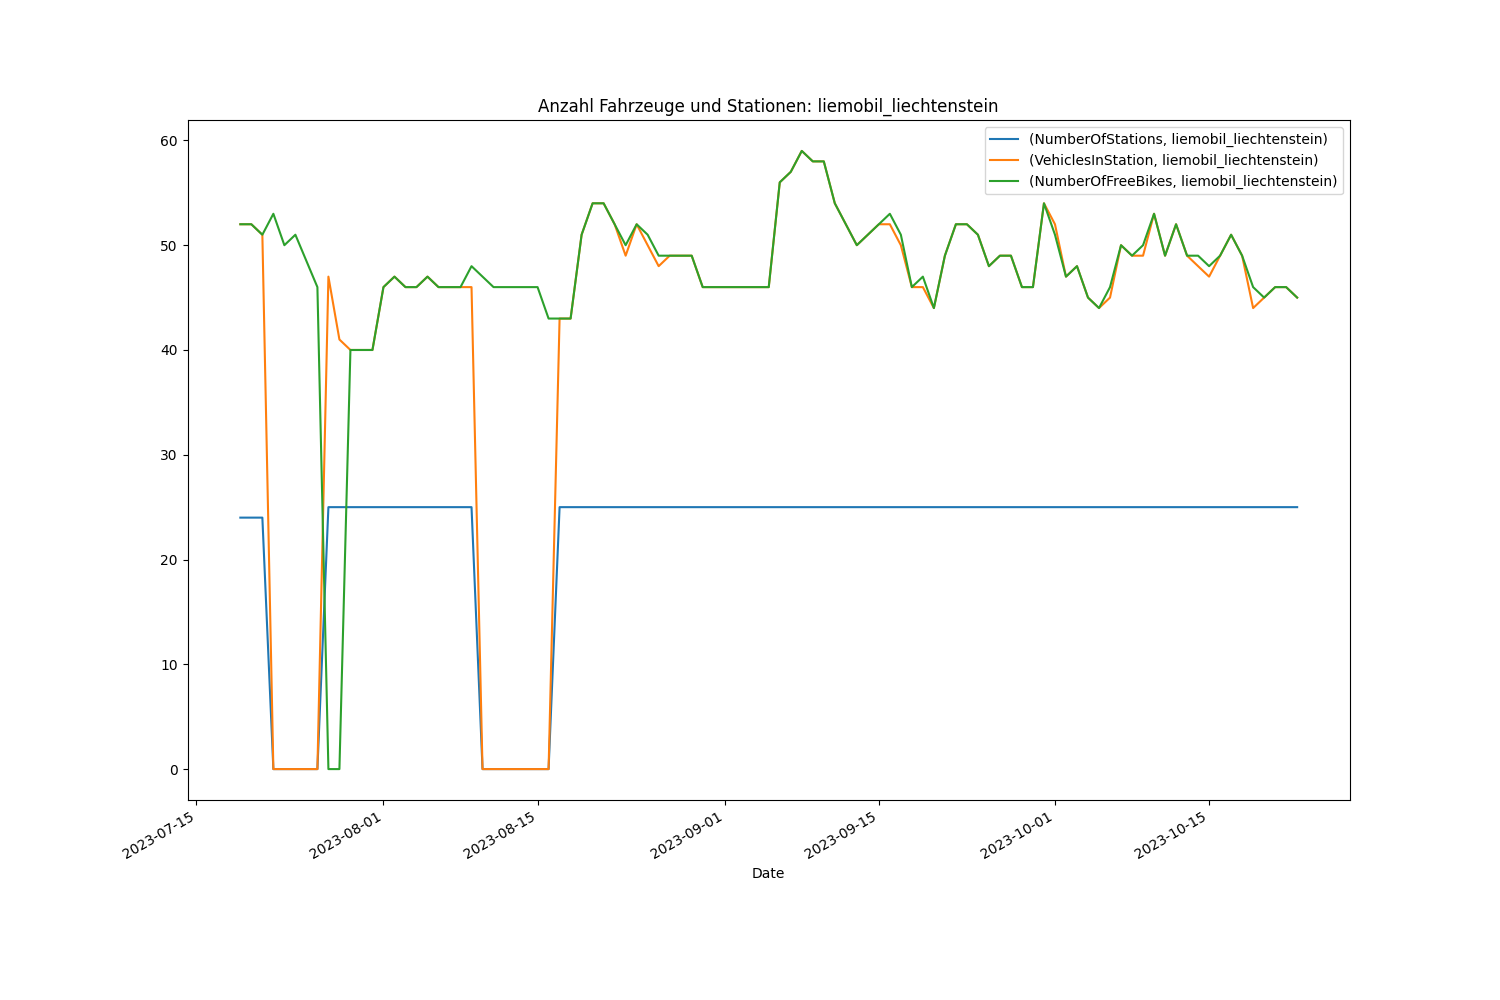 Anzahl Fahrzeuge und Stationen: liemobil_liechtenstein
(NumberOfStations, liemobil_liechtenstein)
(VehiclesInStation, liemobil_liechtenstein)
(NumberOfFreeBikes, liemobil_liechtenstein)
60
50
40
30
20
10
0
2023-07-15
2023-08-01
2023-08-15
2023-09-01
2023-09-15
2023-10-01
2023-10-15
Date